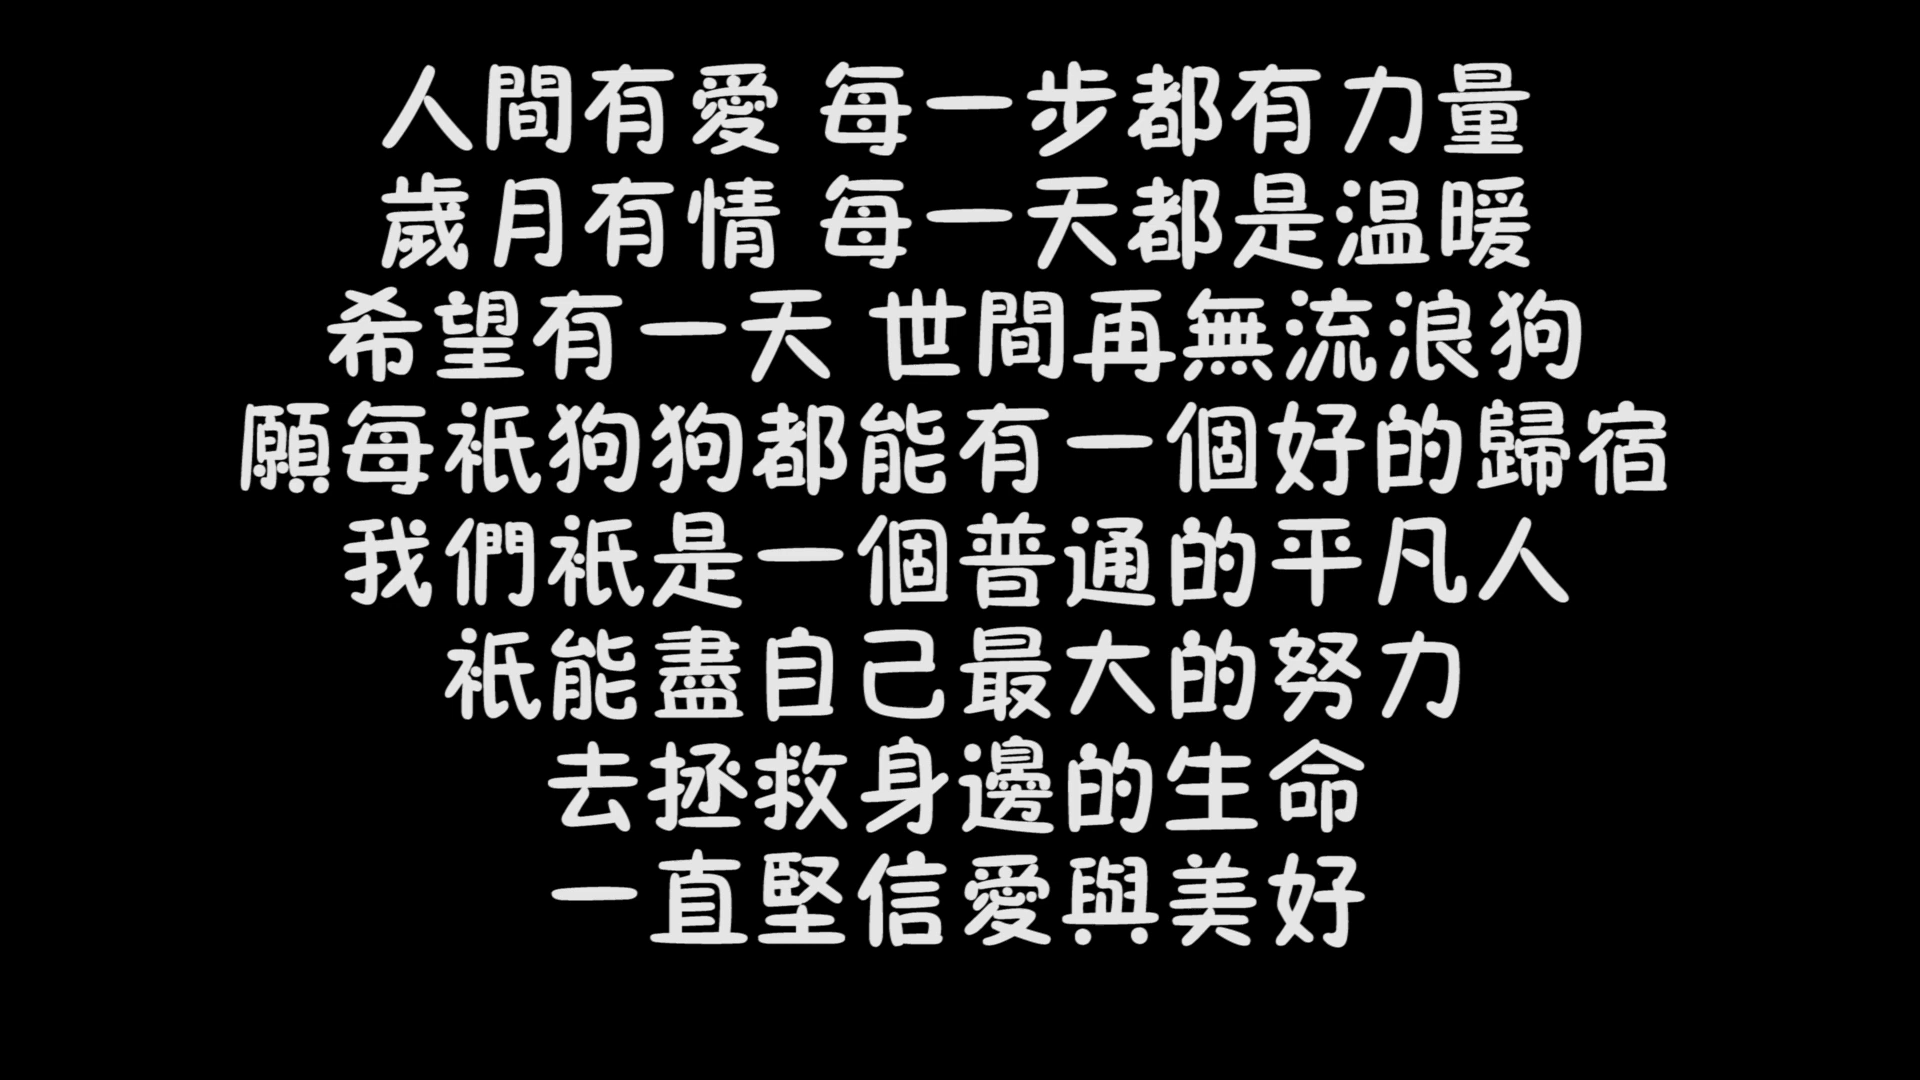 人間有愛 每一步都有力量
歲月有情 每一天都是温暖
希望有一天 世間再無流浪狗
願每衹狗狗都能有一個好的歸宿
我們衹是一個普通的平凡人
衹能盡自己最大的努力
去拯救身邊的生命
一直堅信愛與美好